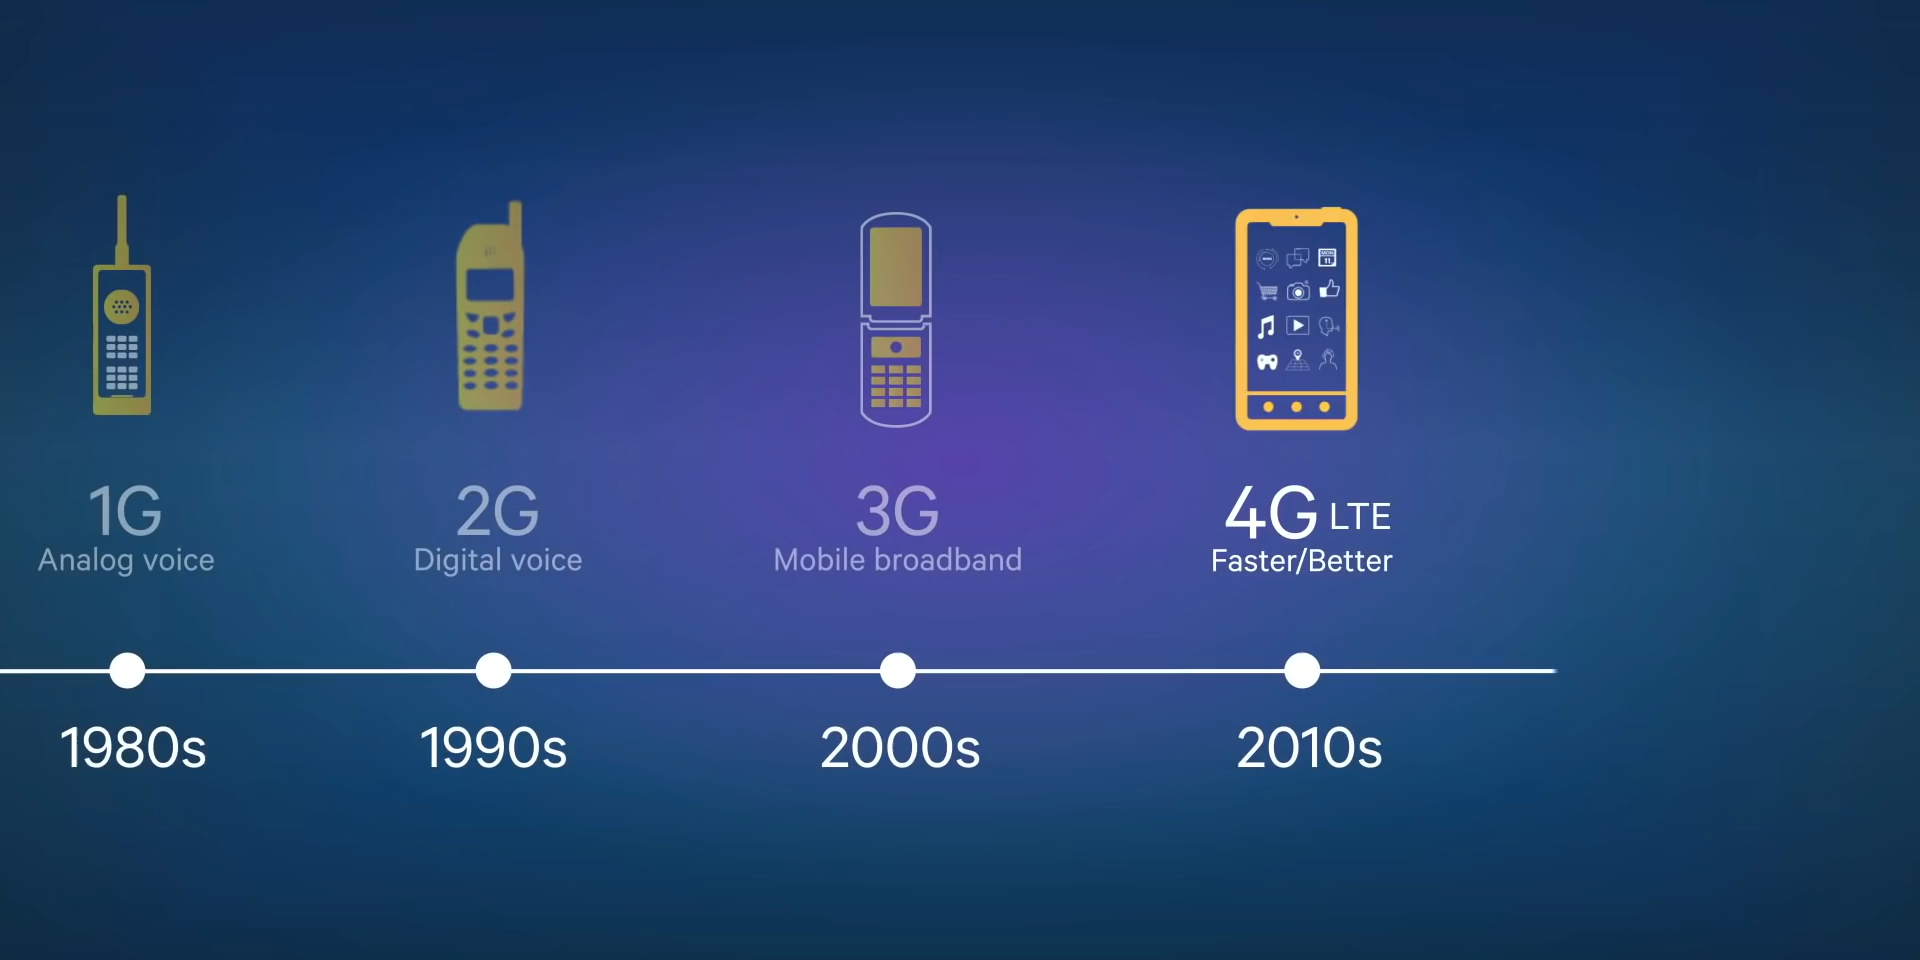 1G
Analog voice
2G
Digital voice
3G
Mobile broadband
4G LTE
Faster/Better
1980s
1990s
2000s
2010s